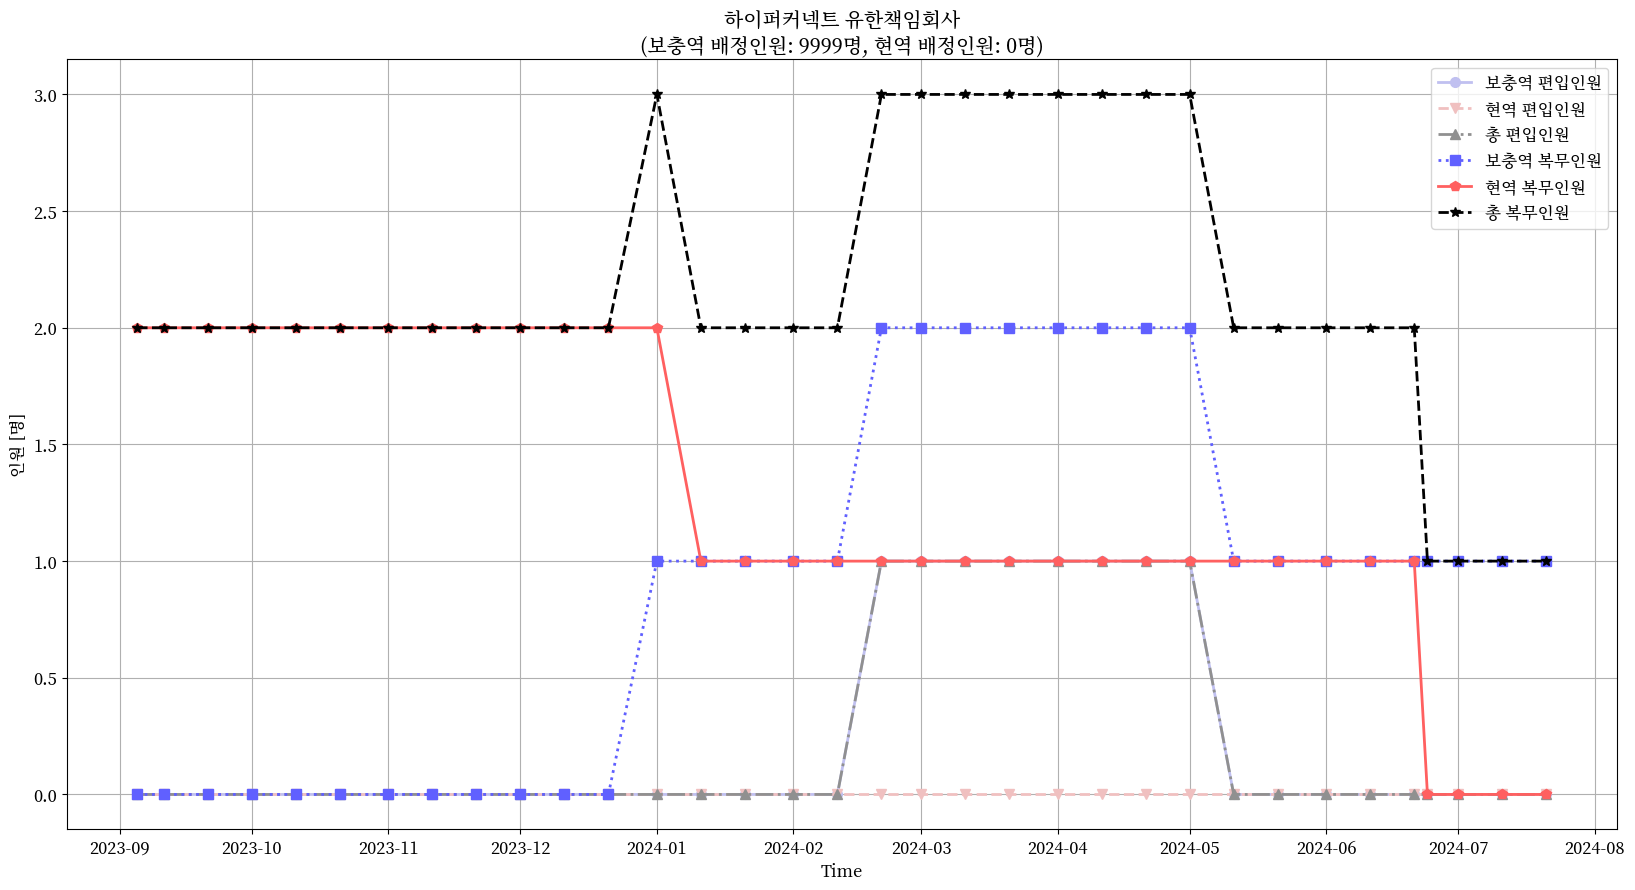 하이퍼커넥트 유한책임회사
(보충역 배정인원: 9999명, 현역 배정인원: 0명)
보충역 편입인원
현역 편입인원
총 편입인원
보충역 복무인원
현역 복무인원
총 복무인원
인원 [명]
3.0
2.5
2.0
1.5
1.0
0.5
0.0
2023-09 2023-10 2023-11 2023-12 2024-01 2024-02 2024-03 2024-04 2024-05 2024-06 2024-07 2024-08
Time